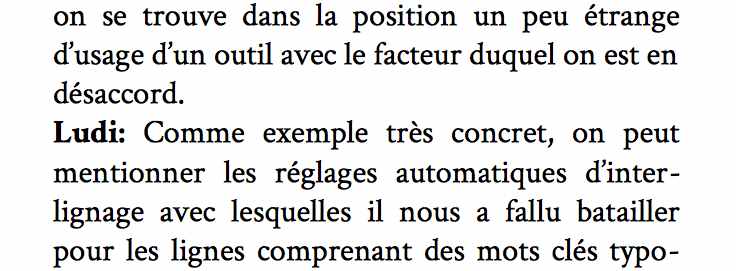 on se trouve dans la position un peu étrange
d’usage d’un outil avec le facteur duquel on est en
désaccord.
Ludi: Comme exemple très concret, on peut
mentionner les réglages automatiques d’inter-
lignage avec lesquelles il nous a fallu batailler
pour les lignes comprenant des mots clés typo-